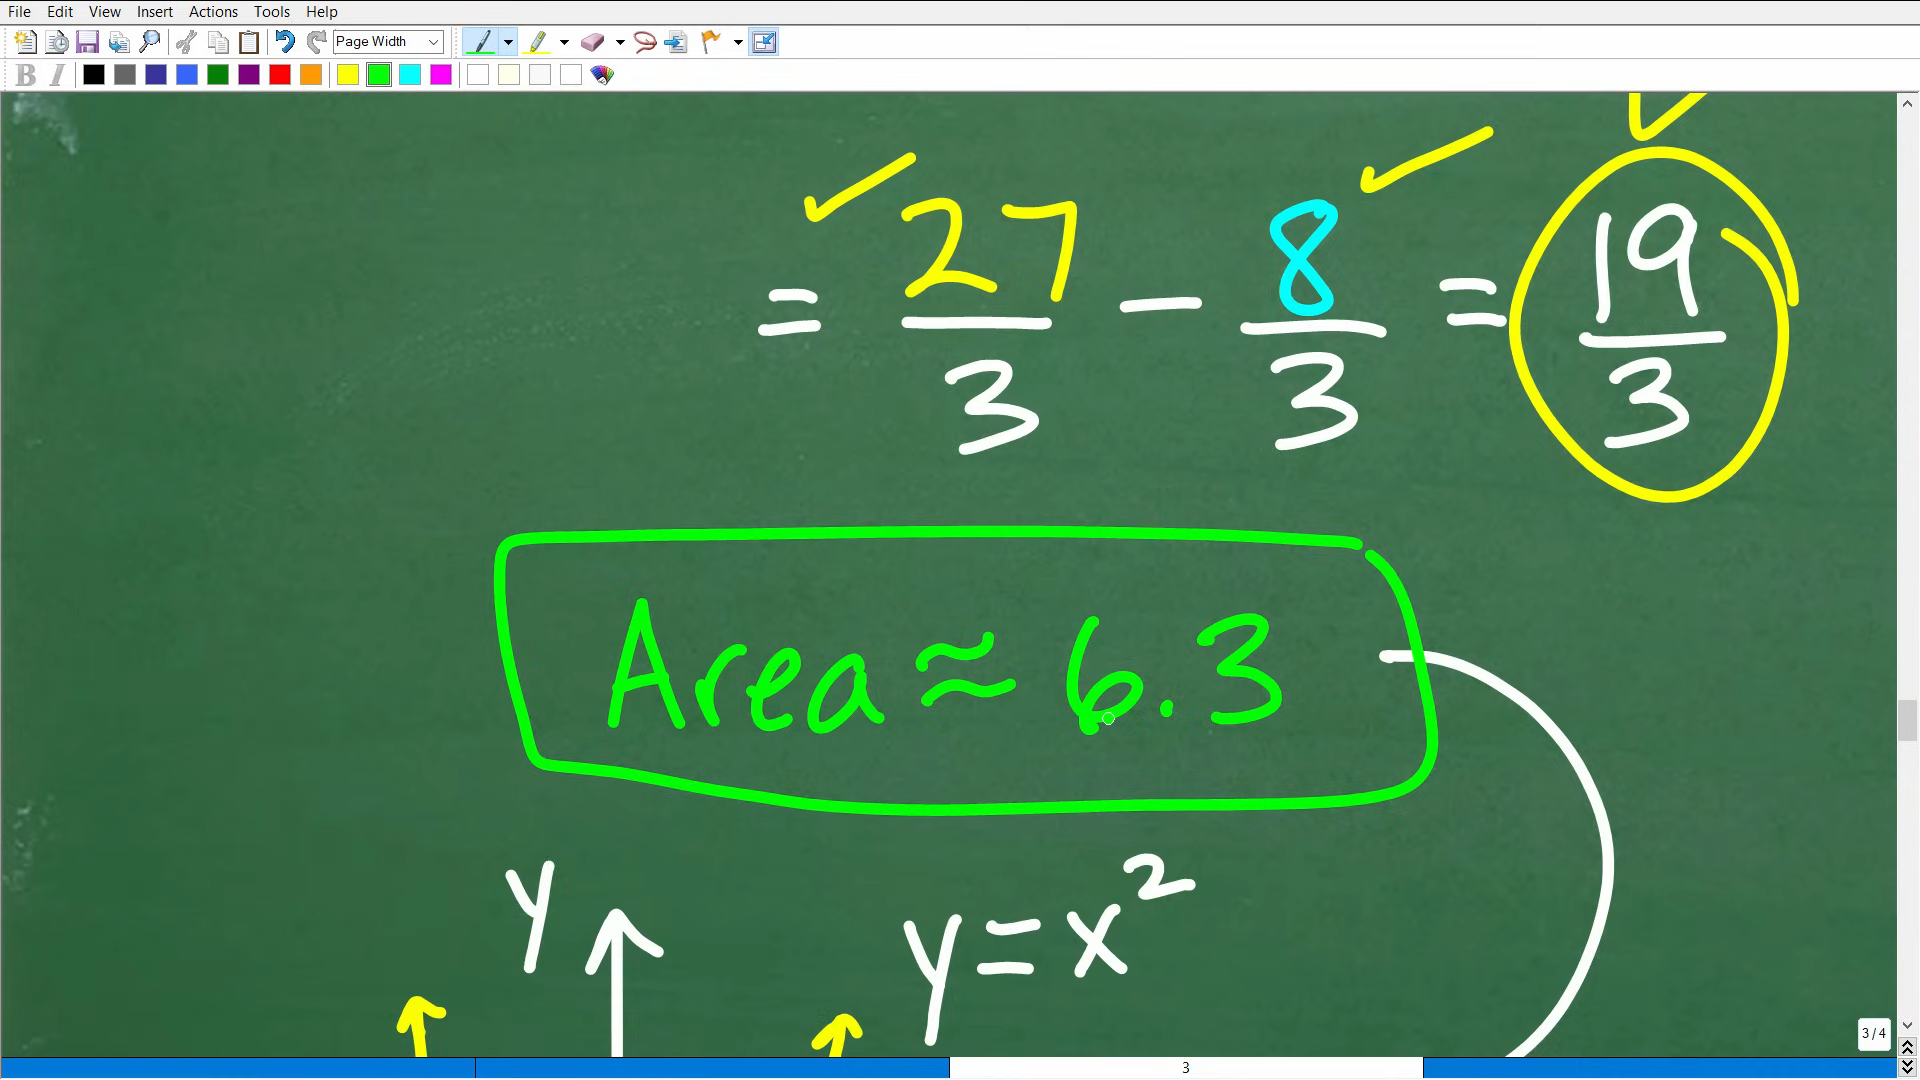 File Edit View Insert Actions Tools Help
Page Width
B I
= 27/3 - 8/3 = 19/3
Area ≈ 6.3
y
y = x²
3 / 4
3